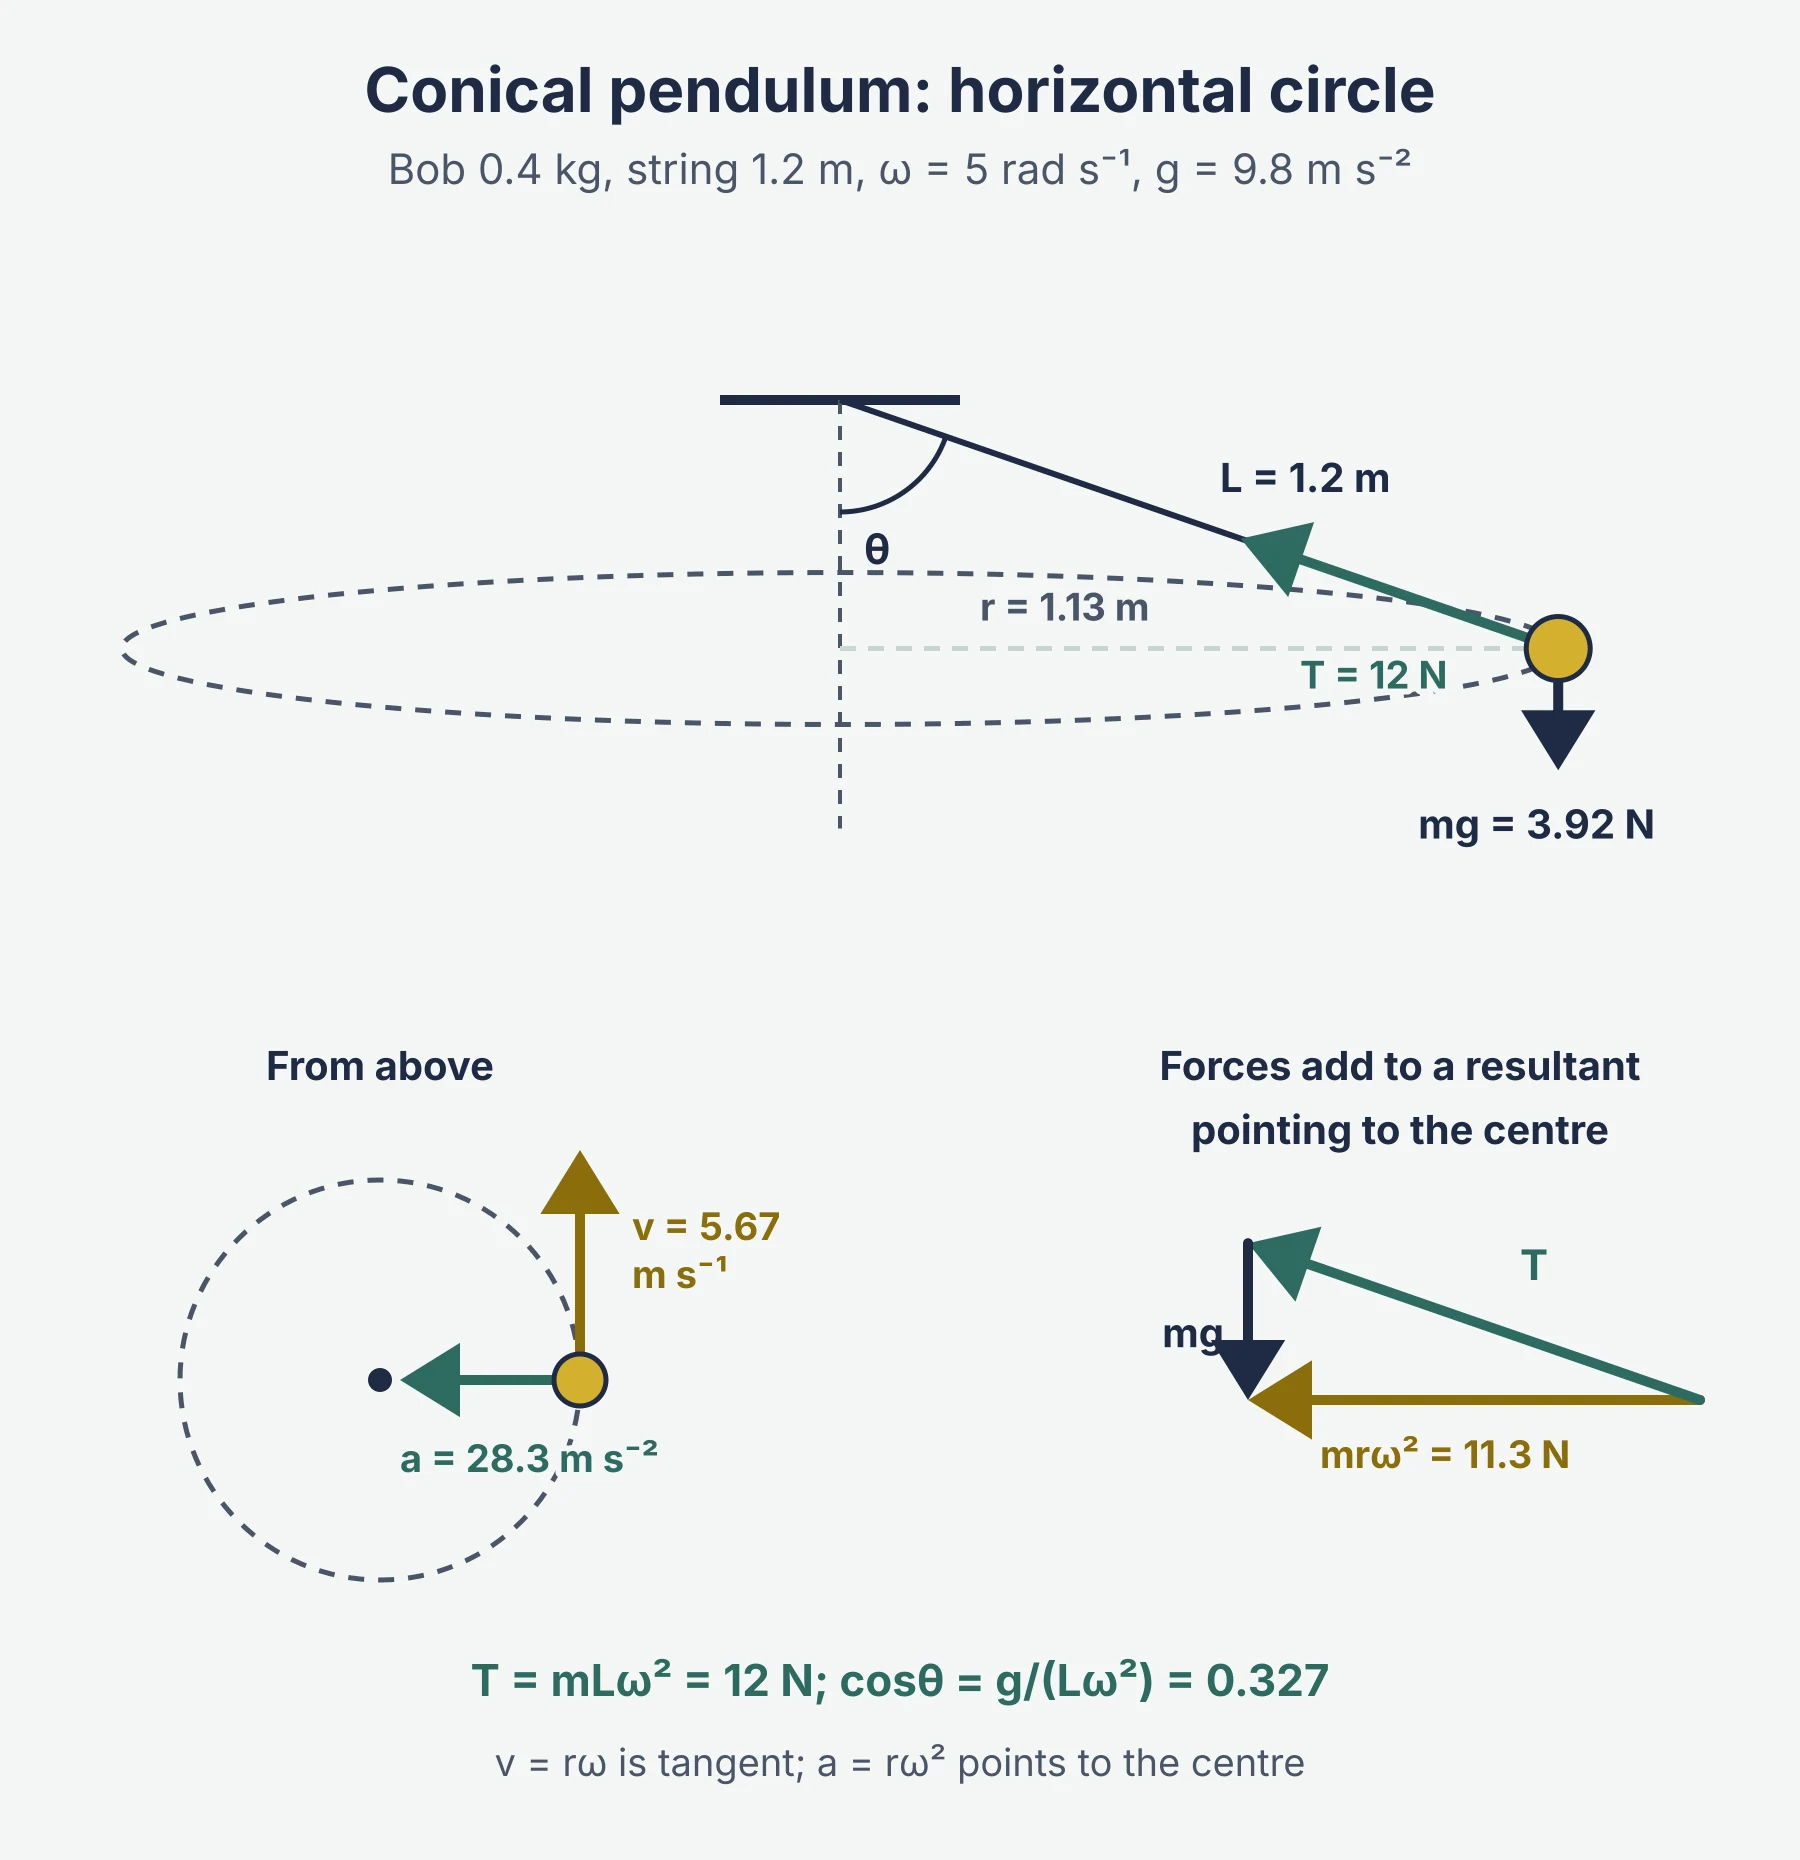 Conical pendulum: horizontal circle
Bob 0.4 kg, string 1.2 m, ω = 5 rad s⁻¹, g = 9.8 m s⁻²
L = 1.2 m
θ
r = 1.13 m
T = 12 N
mg = 3.92 N
From above
v = 5.67
m s⁻¹
a = 28.3 m s⁻²
Forces add to a resultant
pointing to the centre
T
mg
mrω² = 11.3 N
T = mLω² = 12 N; cosθ = g/(Lω²) = 0.327
v = rω is tangent; a = rω² points to the centre